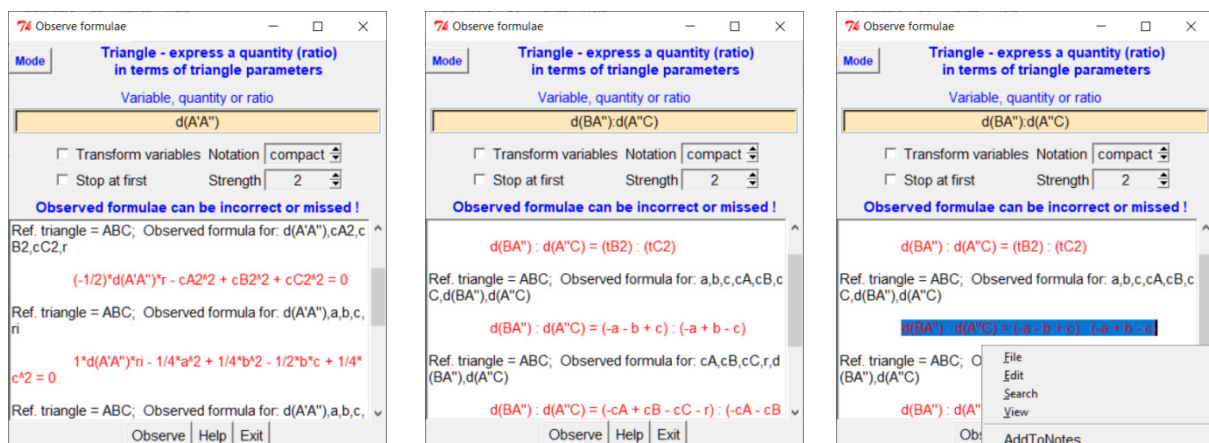 Observe formulae
Mode
Triangle - express a quantity (ratio)
in terms of triangle parameters
Variable, quantity or ratio
d(A'A")
Transform variables Notation compact
Stop at first Strength 2
Observed formulae can be incorrect or missed !
Ref. triangle = ABC; Observed formula for: d(A'A"),cA2,c
B2,cC2,r
(-1/2)*d(A'A")*r - cA2^2 + cB2^2 + cC2^2 = 0
Ref. triangle = ABC; Observed formula for: d(A'A"),a,b,c,
ri
1*d(A'A")*ri - 1/4*a^2 + 1/4*b^2 - 1/2*b*c + 1/4*
c^2 = 0
Ref. triangle = ABC; Observed formula for: d(A'A"),a,b,c,
Observe Help Exit
Observe formulae
Mode
Triangle - express a quantity (ratio)
in terms of triangle parameters
Variable, quantity or ratio
d(BA"):d(A"C)
Transform variables Notation compact
Stop at first Strength 2
Observed formulae can be incorrect or missed !
d(BA") : d(A"C) = (tB2) : (tC2)
Ref. triangle = ABC; Observed formula for: a,b,c,cA,cB,c
C,d(BA"),d(A"C)
d(BA") : d(A"C) = (-a - b + c) : (-a + b - c)
Ref. triangle = ABC; Observed formula for: cA,cB,cC,r,d
(BA"),d(A"C)
d(BA") : d(A"C) = (-cA + cB - cC - r) : (-cA - cB
Observe Help Exit
Observe formulae
Mode
Triangle - express a quantity (ratio)
in terms of triangle parameters
Variable, quantity or ratio
d(BA"):d(A"C)
Transform variables Notation compact
Stop at first Strength 2
Observed formulae can be incorrect or missed !
d(BA") : d(A"C) = (tB2) : (tC2)
Ref. triangle = ABC; Observed formula for: a,b,c,cA,cB,c
C,d(BA"),d(A"C)
d(BA") : d(A"C) = (-a - b + c) : (-a + b - c)
Ref. triangle = ABC; O
(BA"),d(A"C)
d(BA") : d(A"
Obs
File
Edit
Search
View
AddToNotes